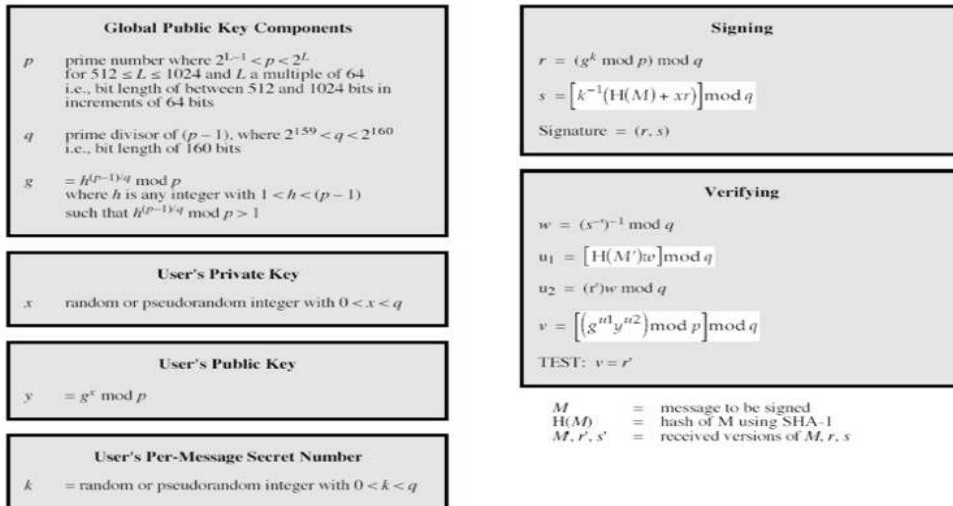 Global Public Key Components
p prime number where 2^{L-1} < p < 2^L
for 512 ≤ L ≤ 1024 and L a multiple of 64
i.e., bit length of between 512 and 1024 bits in
increments of 64 bits
q prime divisor of (p – 1), where 2^{159} < q < 2^{160}
i.e., bit length of 160 bits
g = h^{(p–1)/q} mod p
where h is any integer with 1 < h < (p – 1)
such that h^{(p–1)/q} mod p > 1
User's Private Key
x random or pseudorandom integer with 0 < x < q
User's Public Key
y = g^x mod p
User's Per-Message Secret Number
k = random or pseudorandom integer with 0 < k < q
Signing
r = (g^k mod p) mod q
s = [k^{-1}(H(M) + xr)] mod q
Signature = (r, s)
Verifying
w = (s')^{-1} mod q
u_1 = [H(M')w] mod q
u_2 = (r')w mod q
v = [(g^{u1} y^{u2}) mod p] mod q
TEST: v = r'
M = message to be signed
H(M) = hash of M using SHA-1
M', r', s' = received versions of M, r, s